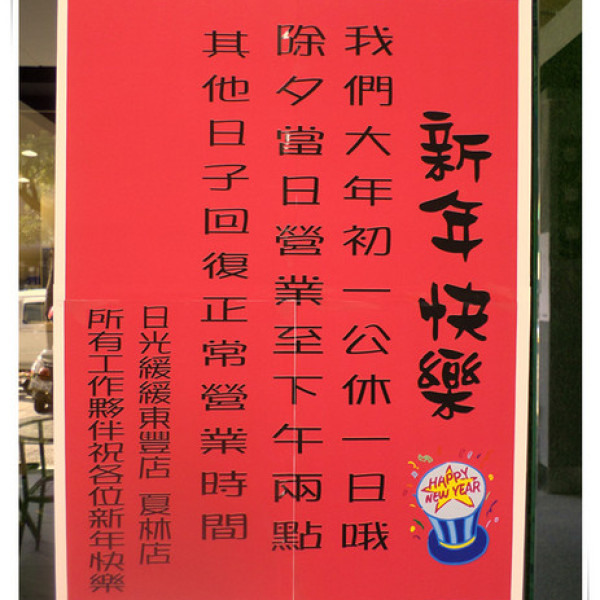 新年快樂
HAPPY
NEW YEAR
我們大年初一公休一日哦
除夕當日營業至下午兩點
其他日子回復正常營業時間
日光緩緩東豐店 夏林店
所有工作夥伴祝各位新年快樂